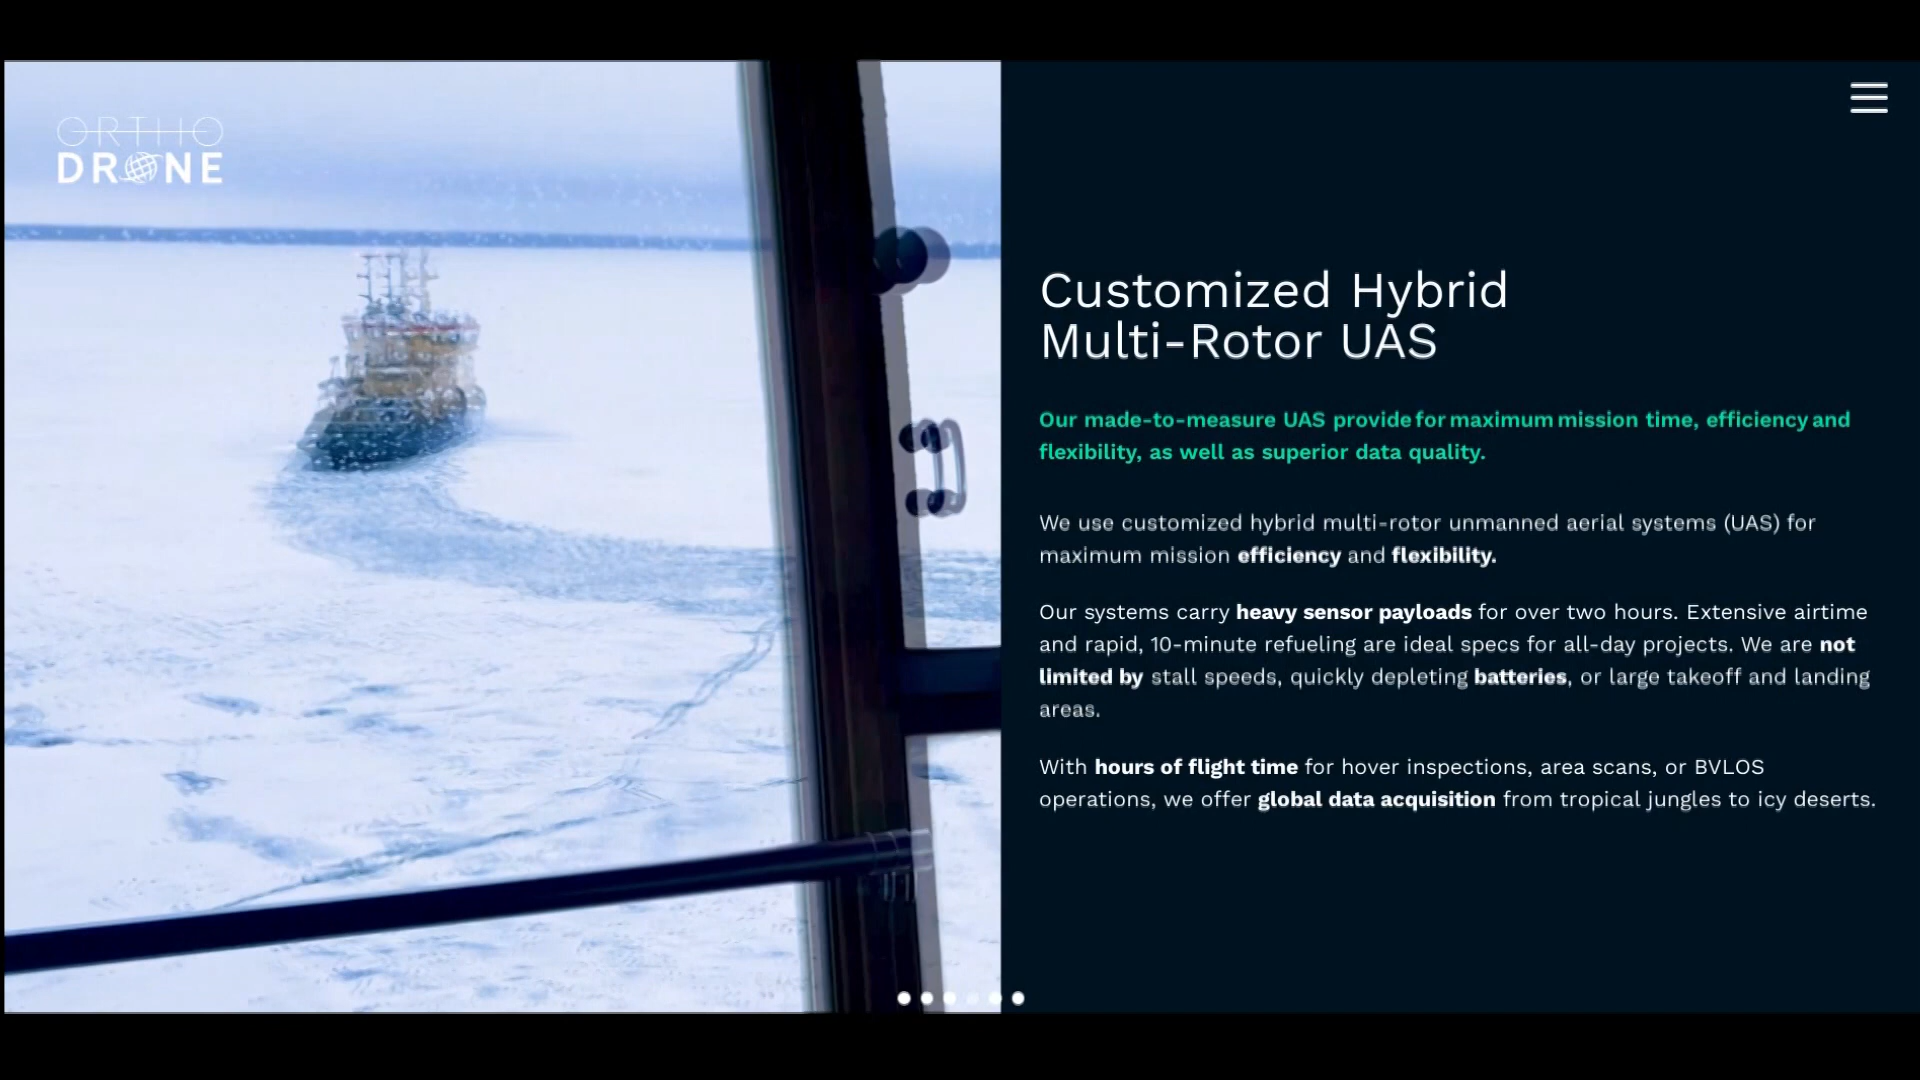 ORTHO
DRONE
Customized Hybrid
Multi-Rotor UAS
Our made-to-measure UAS provide for maximum mission time, efficiency and
flexibility, as well as superior data quality.
We use customized hybrid multi-rotor unmanned aerial systems (UAS) for
maximum mission efficiency and flexibility.
Our systems carry heavy sensor payloads for over two hours. Extensive airtime
and rapid, 10-minute refueling are ideal specs for all-day projects. We are not
limited by stall speeds, quickly depleting batteries, or large takeoff and landing
areas.
With hours of flight time for hover inspections, area scans, or BVLOS
operations, we offer global data acquisition from tropical jungles to icy deserts.